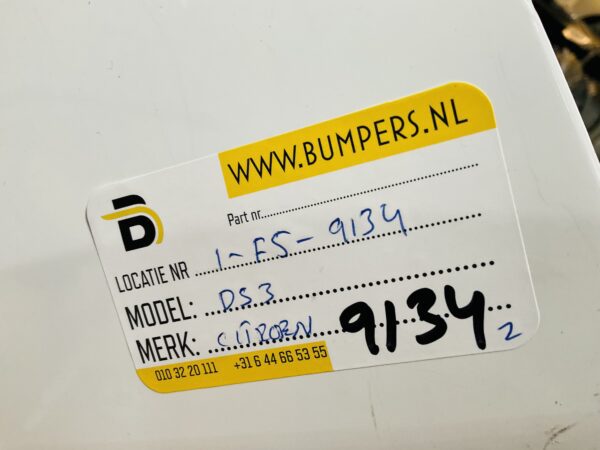 WWW.BUMPERS.NL
Part nr.
LOCATIE NR 1-F5-9134
MODEL: DS3
MERK: CITROEN 9134 2
010 32 20 111 +31 6 44 66 53 55